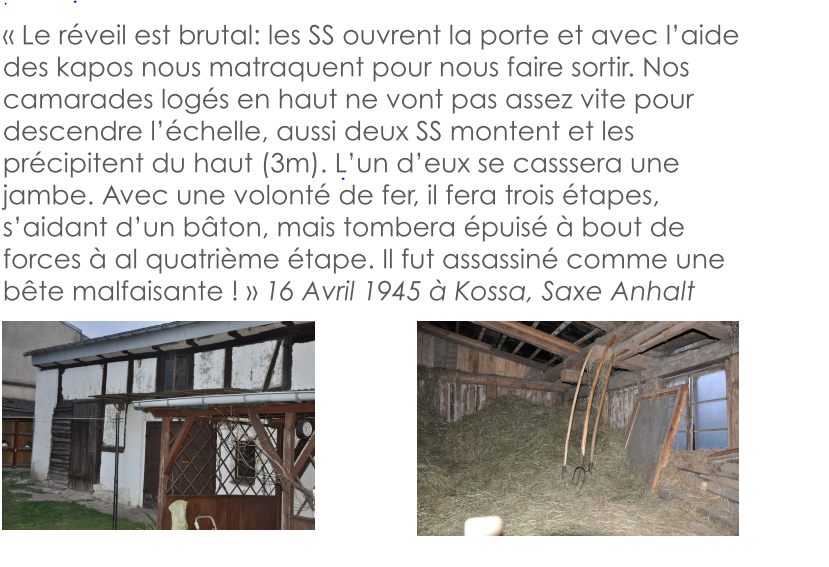 « Le réveil est brutal: les SS ouvrent la porte et avec l’aide
des kapos nous matraquent pour nous faire sortir. Nos
camarades logés en haut ne vont pas assez vite pour
descendre l’échelle, aussi deux SS montent et les
précipitent du haut (3m). L’un d’eux se casssera une
jambe. Avec une volonté de fer, il fera trois étapes,
s’aidant d’un bâton, mais tombera épuisé à bout de
forces à al quatrième étape. Il fut assassiné comme une
bête malfaisante ! » 16 Avril 1945 à Kossa, Saxe Anhalt